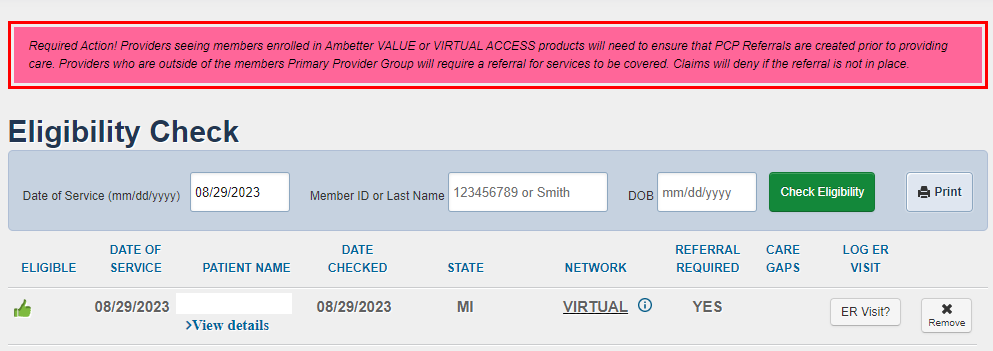 Required Action! Providers seeing members enrolled in Ambetter VALUE or VIRTUAL ACCESS products will need to ensure that PCP Referrals are created prior to providing
care. Providers who are outside of the members Primary Provider Group will require a referral for services to be covered. Claims will deny if the referral is not in place.
Eligibility Check
Date of Service (mm/dd/yyyy) 08/29/2023 Member ID or Last Name 123456789 or Smith DOB mm/dd/yyyy Check Eligibility Print
ELIGIBLE DATE OF SERVICE PATIENT NAME DATE CHECKED STATE NETWORK REFERRAL REQUIRED CARE GAPS LOG ER VISIT
08/29/2023 08/29/2023 MI VIRTUAL YES ER Visit? Remove
>View details